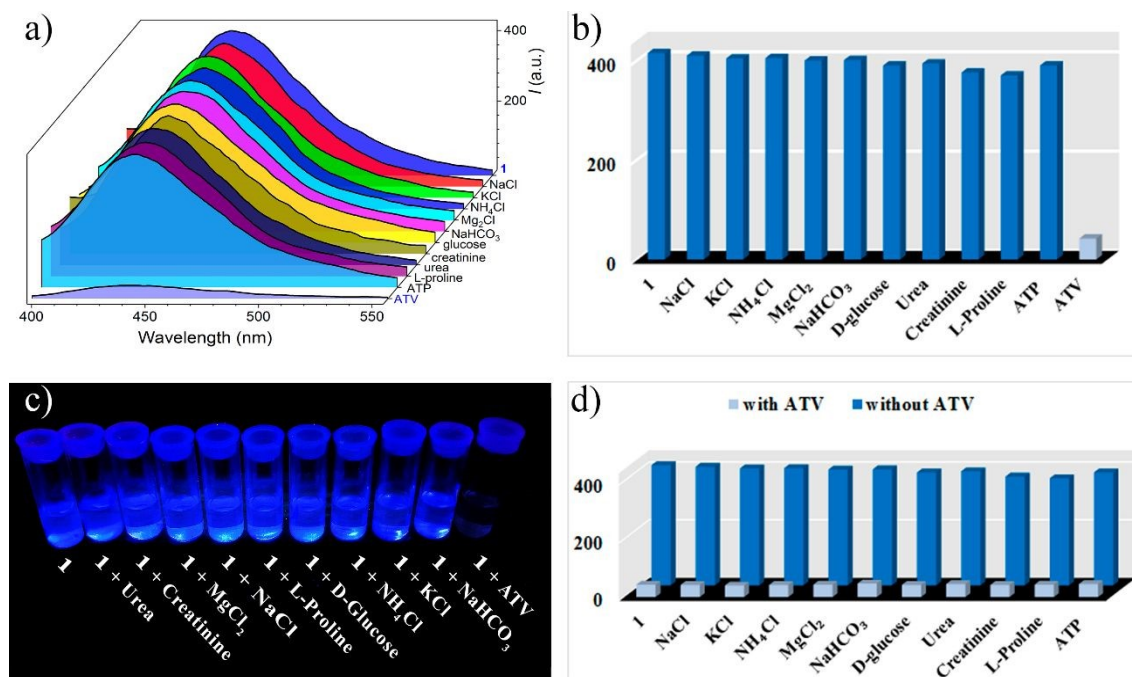 a)
400
200
I (a.u.)
1
NaCl
KCl
NH₄Cl
Mg₂Cl
NaHCO₃
glucose
creatinine
urea
L-proline
ATP
ATV
400 450 500 550
Wavelength (nm)
b)
400
200
0
1 NaCl KCl NH₄Cl MgCl₂ NaHCO₃ D-glucose Urea Creatinine L-Proline ATP ATV
c)
1
1 + Urea
1 + Creatinine
1 + MgCl₂
1 + NaCl
1 + L-Proline
1 + D-Glucose
1 + NH₄Cl
1 + KCl
1 + NaHCO₃
1 + ATV
d)
with ATV without ATV
400
200
0
1 NaCl KCl NH₄Cl MgCl₂ NaHCO₃ D-glucose Urea Creatinine L-Proline ATP